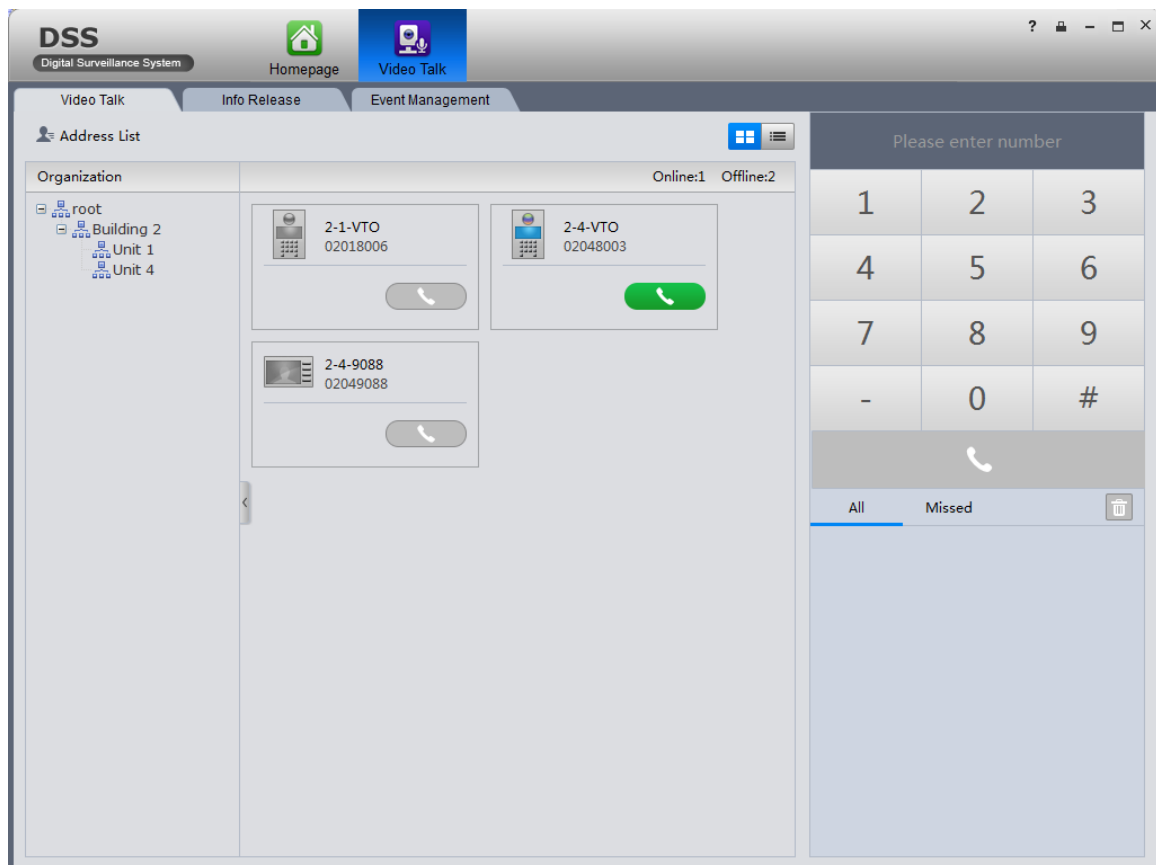 DSS
Digital Surveillance System
Homepage
Video Talk
?
Video Talk
Info Release
Event Management
Address List
Please enter number
Organization
Online:1 Offline:2
root
Building 2
Unit 1
Unit 4
2-1-VTO
02018006
2-4-VTO
02048003
2-4-9088
02049088
1 2 3
4 5 6
7 8 9
- 0 #
All
Missed